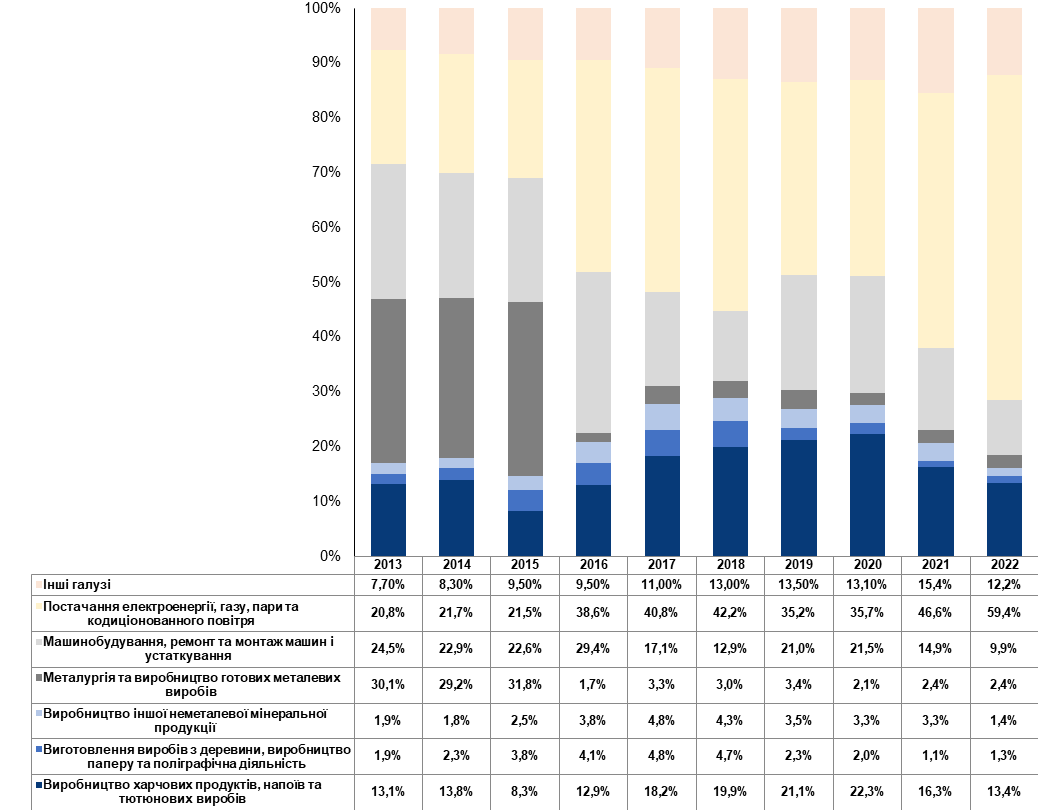 100%
90%
80%
70%
60%
50%
40%
30%
20%
10%
0%
2013 2014 2015 2016 2017 2018 2019 2020 2021 2022
Інші галузі 7,70% 8,30% 9,50% 9,50% 11,00% 13,00% 13,50% 13,10% 15,4% 12,2%
Постачання електроенергії, газу, пари та
кодиціонованного повітря 20,8% 21,7% 21,5% 38,6% 40,8% 42,2% 35,2% 35,7% 46,6% 59,4%
Машинобудування, ремонт та монтаж машин і
устаткування 24,5% 22,9% 22,6% 29,4% 17,1% 12,9% 21,0% 21,5% 14,9% 9,9%
Металургія та виробництво готових металевих
виробів 30,1% 29,2% 31,8% 1,7% 3,3% 3,0% 3,4% 2,1% 2,4% 2,4%
Виробництво іншої неметалевої мінеральної
продукції 1,9% 1,8% 2,5% 3,8% 4,8% 4,3% 3,5% 3,3% 3,3% 1,4%
Виготовлення виробів з деревини, виробництво
паперу та поліграфічна діяльність 1,9% 2,3% 3,8% 4,1% 4,8% 4,7% 2,3% 2,0% 1,1% 1,3%
Виробництво харчових продуктів, напоїв та
тютюнових виробів 13,1% 13,8% 8,3% 12,9% 18,2% 19,9% 21,1% 22,3% 16,3% 13,4%